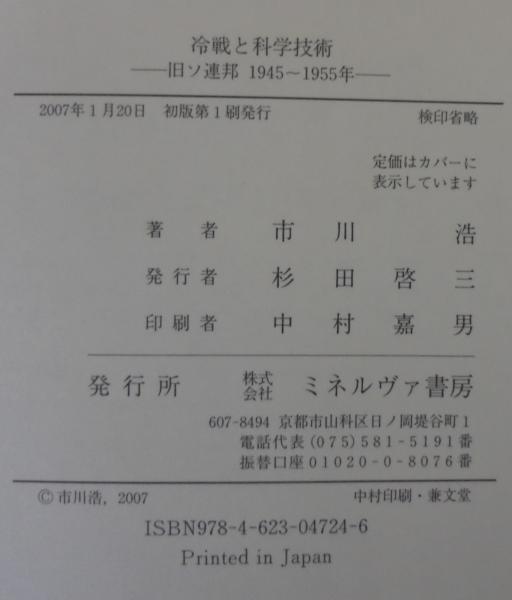 冷戦と科学技術
――旧ソ連邦 1945～1955年――
2007年1月20日 初版第1刷発行 検印省略
定価はカバーに
表示しています
著者 市川浩
発行者 杉田啓三
印刷者 中村嘉男
発行所 株式会社 ミネルヴァ書房
607-8494 京都市山科区日ノ岡堤谷町1
電話代表(075)581-5191番
振替口座01020-0-8076番
©市川浩, 2007 中村印刷・兼文堂
ISBN978-4-623-04724-6
Printed in Japan